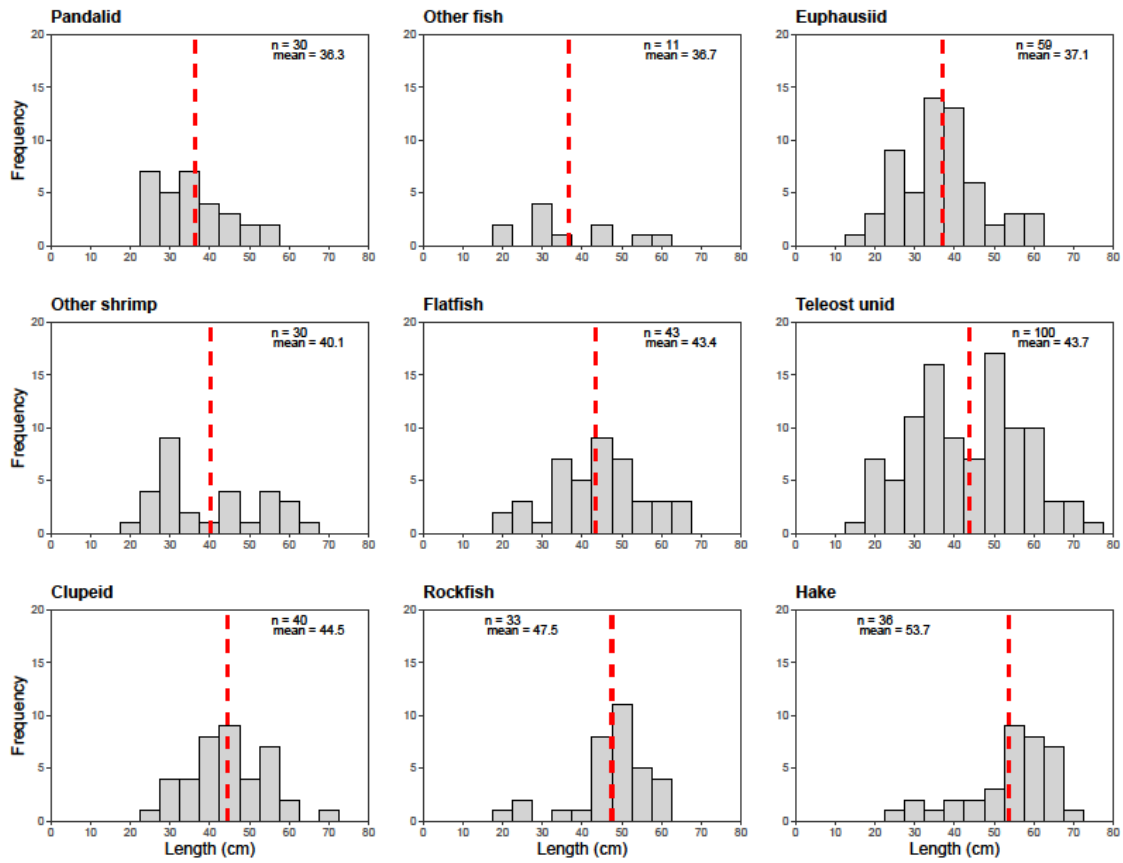 Pandalid
Other fish
Euphausiid
20
15
10
5
0
Frequency
n = 30
mean = 36.3
0 10 20 30 40 50 60 70 80
20
15
10
5
0
n = 11
mean = 36.7
0 10 20 30 40 50 60 70 80
20
15
10
5
0
n = 59
mean = 37.1
0 10 20 30 40 50 60 70 80
Other shrimp
Flatfish
Teleost unid
20
15
10
5
0
Frequency
n = 30
mean = 40.1
0 10 20 30 40 50 60 70 80
20
15
10
5
0
n = 43
mean = 43.4
0 10 20 30 40 50 60 70 80
20
15
10
5
0
n = 100
mean = 43.7
0 10 20 30 40 50 60 70 80
Clupeid
Rockfish
Hake
20
15
10
5
0
Frequency
n = 40
mean = 44.5
0 10 20 30 40 50 60 70 80
Length (cm)
20
15
10
5
0
n = 33
mean = 47.5
0 10 20 30 40 50 60 70 80
Length (cm)
20
15
10
5
0
n = 36
mean = 53.7
0 10 20 30 40 50 60 70 80
Length (cm)